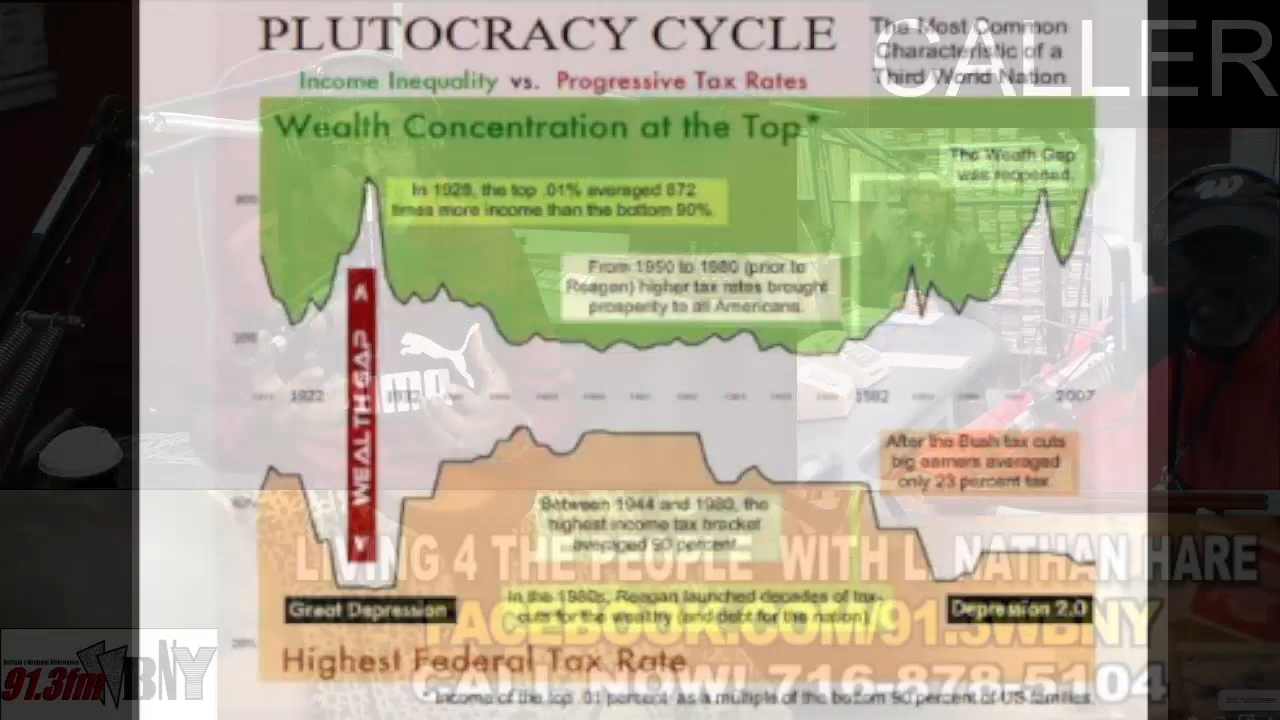 PLUTOCRACY CYCLE
The Most Common
Characteristic of a
Third World Nation
CALLER
Income Inequality vs. Progressive Tax Rates
Wealth Concentration at the Top*
The Weath Gap
was reopened.
In 1928, the top .01% averaged 872
times more income than the bottom 90%.
From 1950 to 1980 (prior to
Reagan) higher tax rates brought
prosperity to all Americans.
WEALTH GAP
1922
1932
1982
2007
After the Bush tax cuts
big earners averaged
only 23 percent tax.
Between 1944 and 1980, the
highest income tax bracket
averaged 90 percent.
LIVING 4 THE PEOPLE WITH L. NATHAN HARE
In the 1980s, Reagan launched decades of tax
cuts for the wealthy (and debt for the nation).
Great Depression
Depression 2.0
FACEBOOK.COM/91.3WBNY
Highest Federal Tax Rate
CALL NOW! 716-878-5104
* Income of the top .01 percent as a multiple of the bottom 90 percent of US families.
Buffalo's Original Alternative
91.3fm WBNY